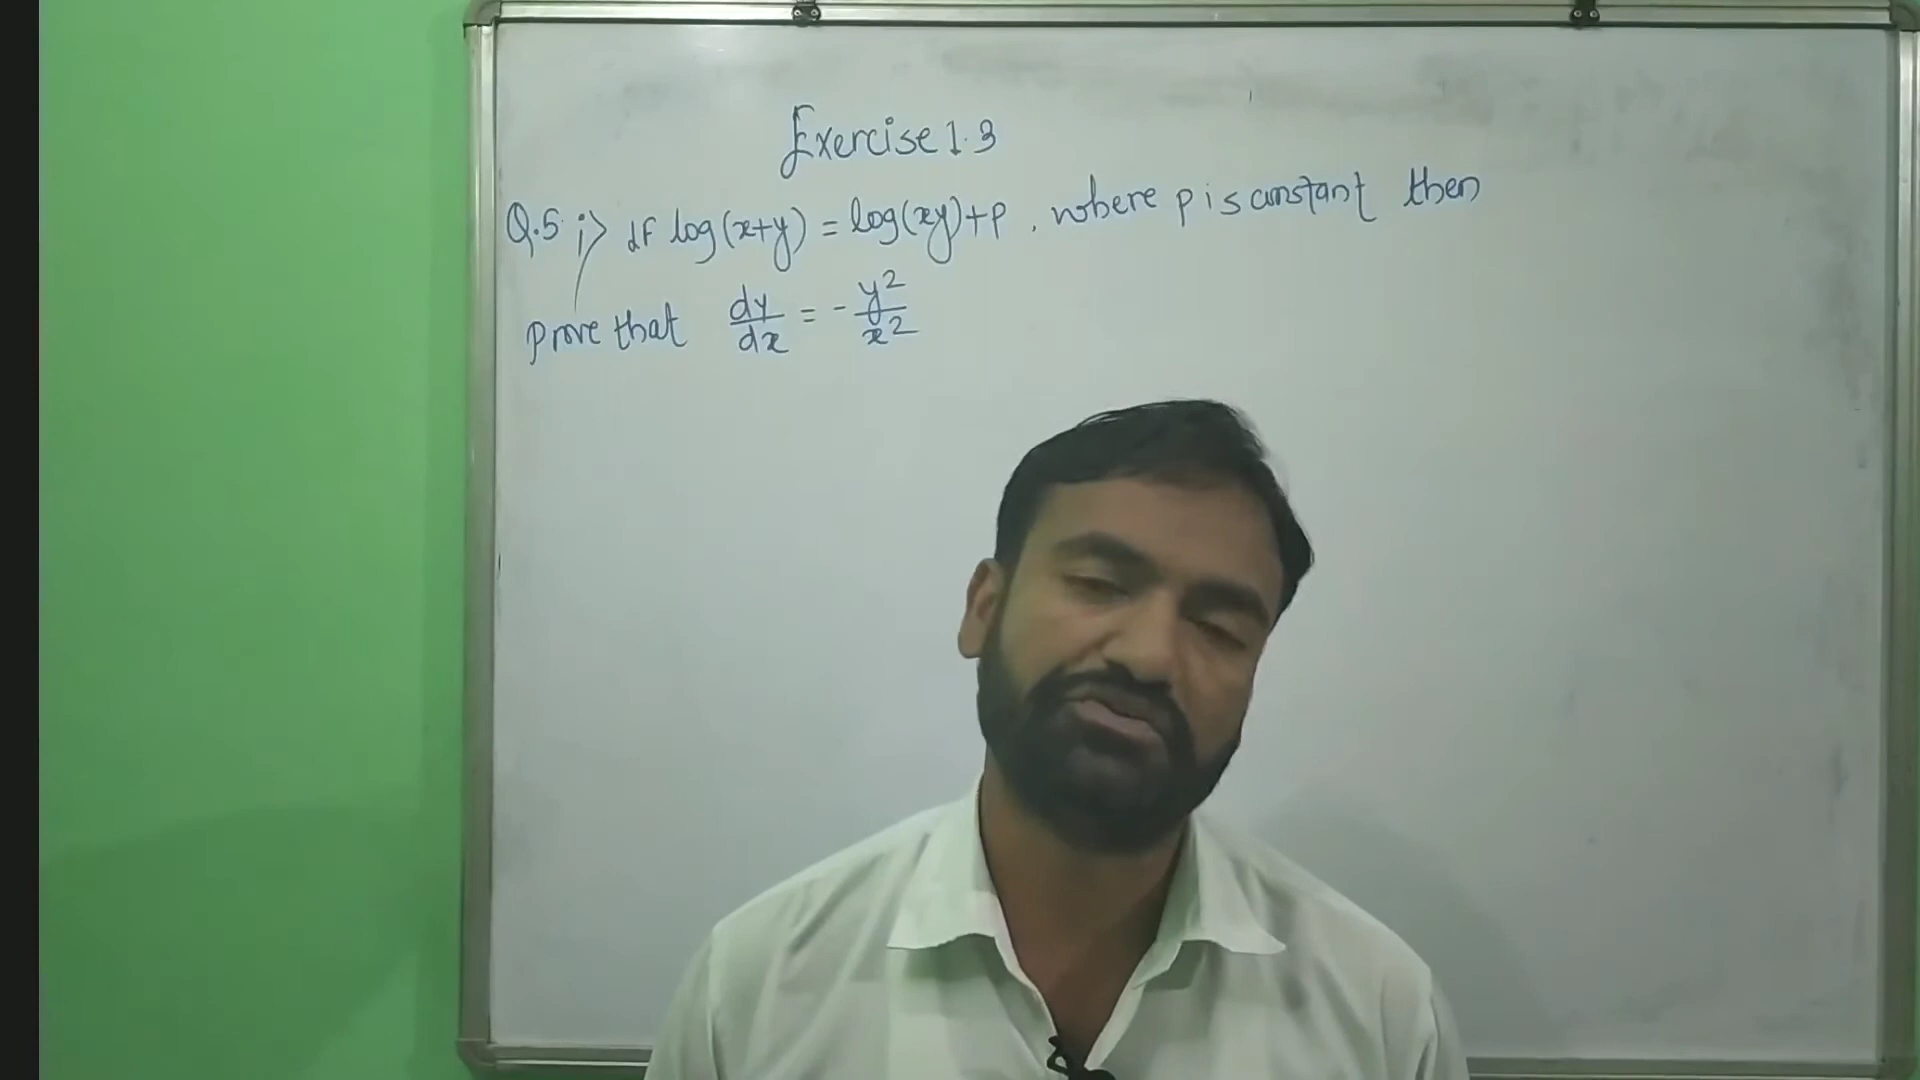 Exercise 1.3
Q.5 i> If log(x+y) = log(xy)+p , where p is constant then
prove that dy/dx = - y²/x²